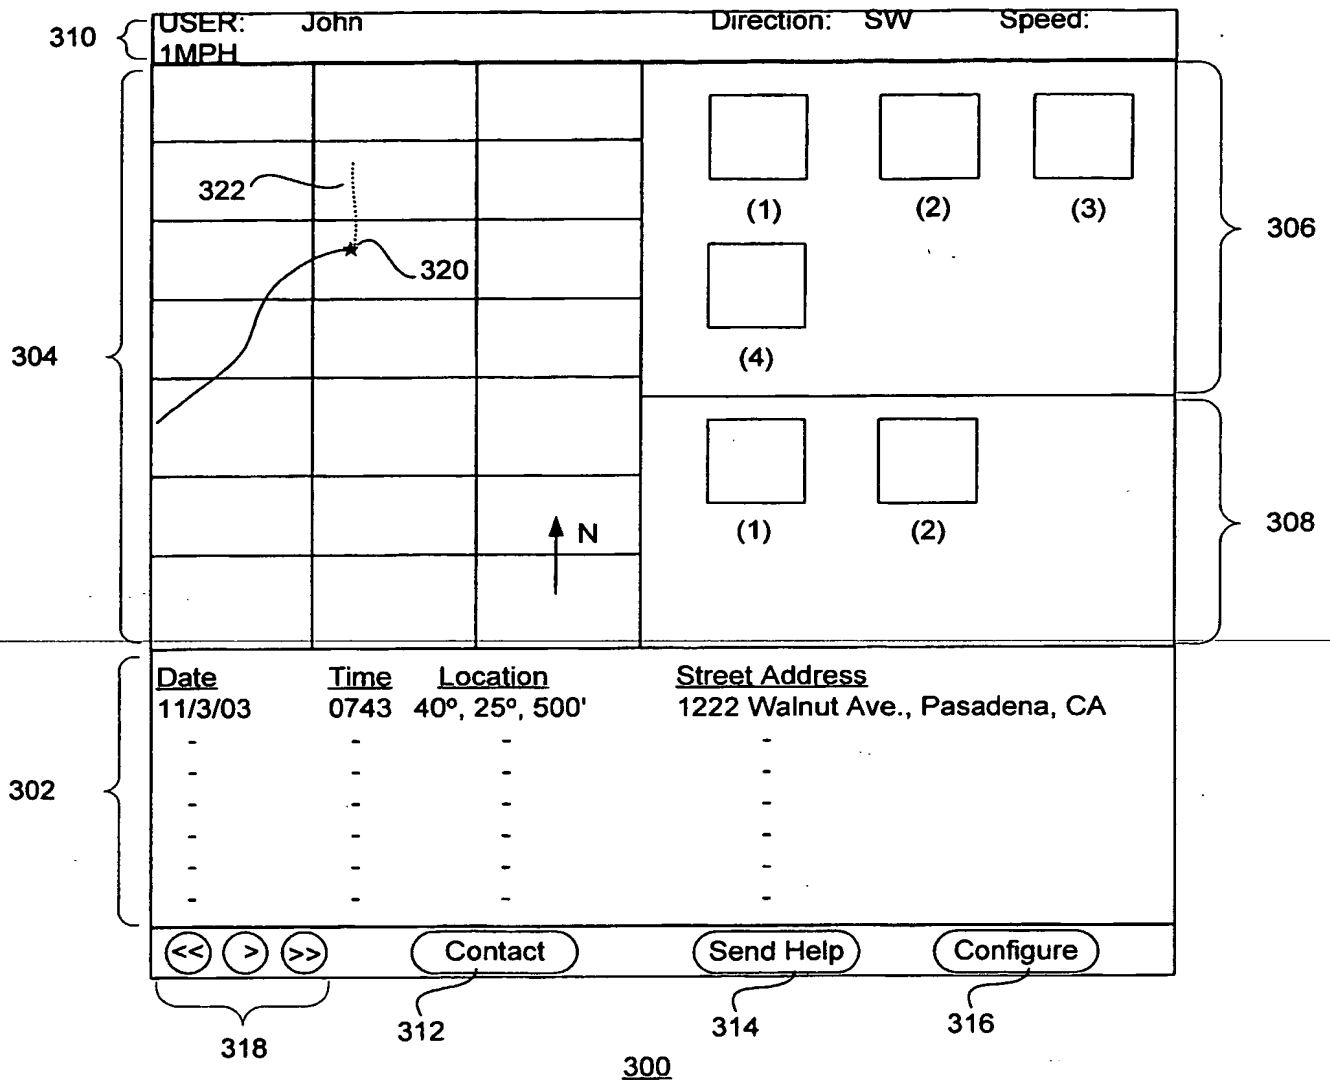 310
USER: John Direction: SW Speed:
1MPH
322
320
304
N
(1) (2) (3)
(4)
306
(1) (2)
308
302
Date Time Location Street Address
11/3/03 0743 40º, 25º, 500' 1222 Walnut Ave., Pasadena, CA
- - - -
- - - -
- - - -
- - - -
- - - -
- - - -
<< > >> Contact Send Help Configure
318 312 314 316
300